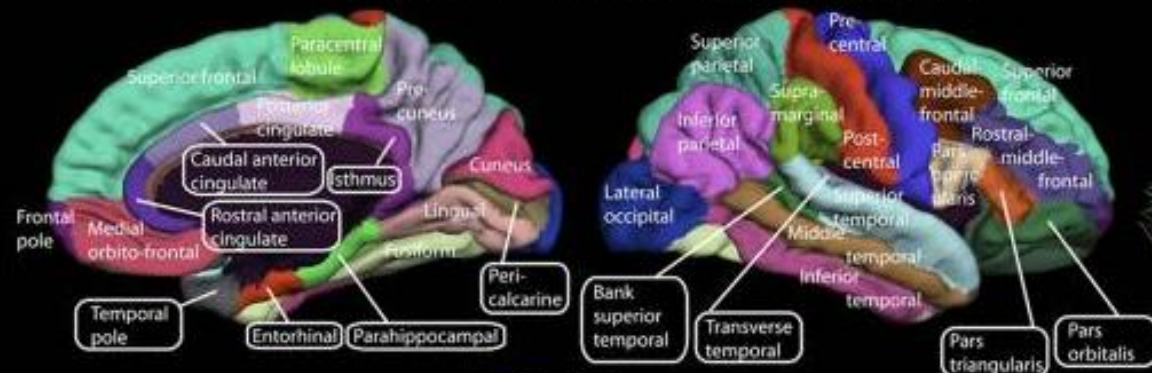 Paracentral
lobule
Superior frontal
Posterior
cingulate
Pre-
cuneus
Caudal anterior
cingulate
Isthmus
Cuneus
Frontal
pole
Medial
orbito-frontal
Rostral anterior
cingulate
Lingual
Fusiform
Peri-
calcarine
Temporal
pole
Entorhinal
Parahippocampal
Superior
parietal
Pre
central
Caudal-
middle-
frontal
Superior
frontal
Supra-
marginal
Inferior
parietal
Post-
central
Rostral-
middle-
frontal
Pars
Lateral
occipital
Superior
temporal
Middle
temporal
Inferior
temporal
Bank
superior
temporal
Transverse
temporal
Pars
triangularis
Pars
orbitalis